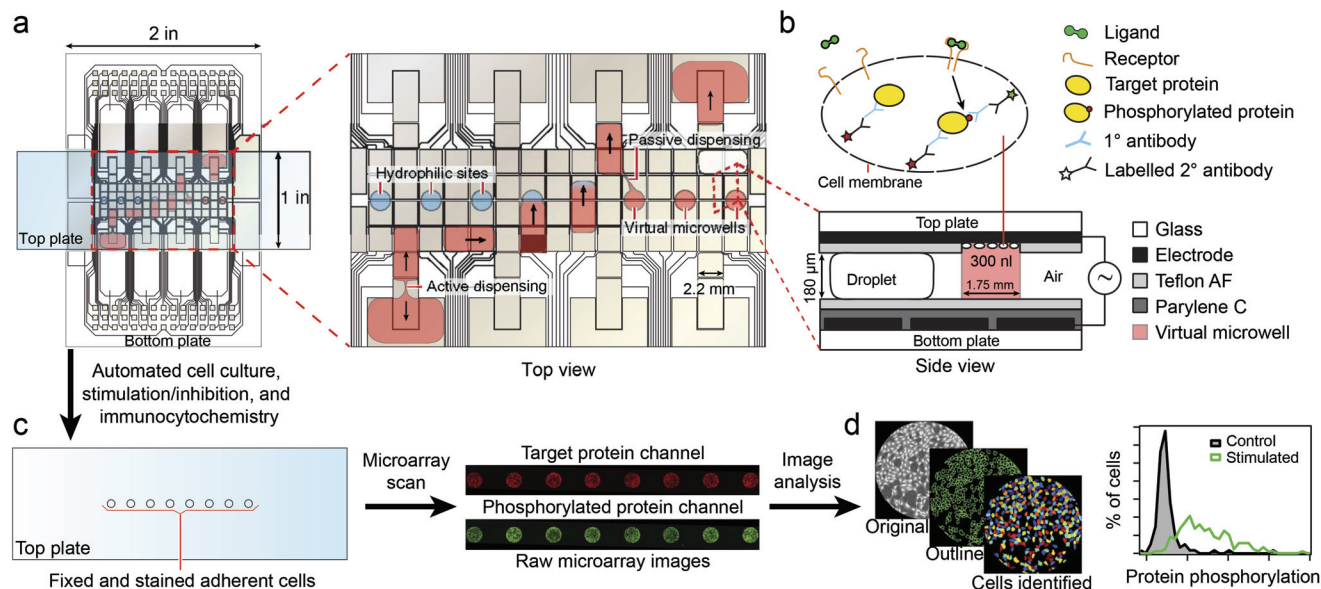 a
2 in
1 in
Top plate
Bottom plate
Hydrophilic sites
Passive dispensing
Virtual microwells
Active dispensing
2.2 mm
Top view
b
Ligand
Receptor
Target protein
Phosphorylated protein
1° antibody
Labelled 2° antibody
Cell membrane
Top plate
300 nl
Droplet
Air
1.75 mm
180 μm
Bottom plate
Side view
Glass
Electrode
Teflon AF
Parylene C
Virtual microwell
Automated cell culture,
stimulation/inhibition, and
immunocytochemistry
c
Top plate
Fixed and stained adherent cells
Microarray
scan
Target protein channel
Phosphorylated protein channel
Raw microarray images
Image
analysis
d
Original
Outline
Cells identified
Control
Stimulated
% of cells
Protein phosphorylation